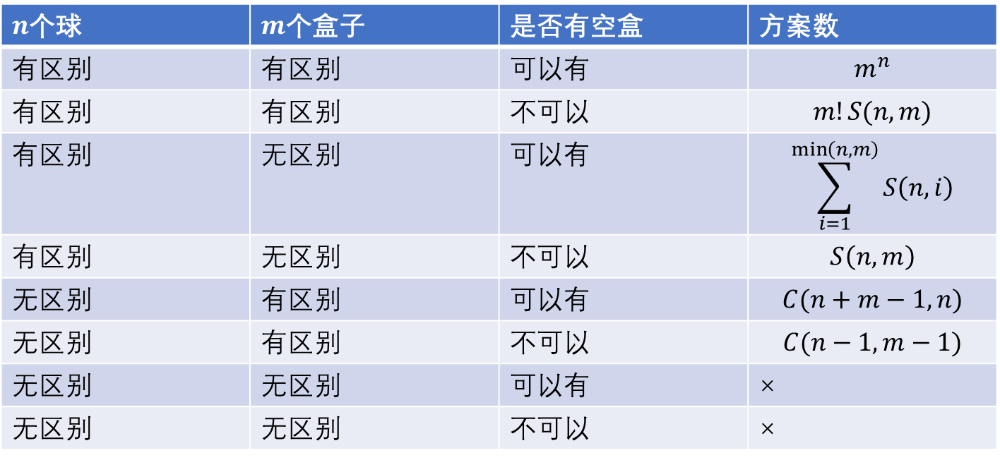 n个球 m个盒子 是否有空盒 方案数
有区别 有区别 可以有 mⁿ
有区别 有区别 不可以 m! S(n, m)
有区别 无区别 可以有 ∑_{i=1}^{min(n,m)} S(n, i)
有区别 无区别 不可以 S(n, m)
无区别 有区别 可以有 C(n + m − 1, n)
无区别 有区别 不可以 C(n − 1, m − 1)
无区别 无区别 可以有 ×
无区别 无区别 不可以 ×